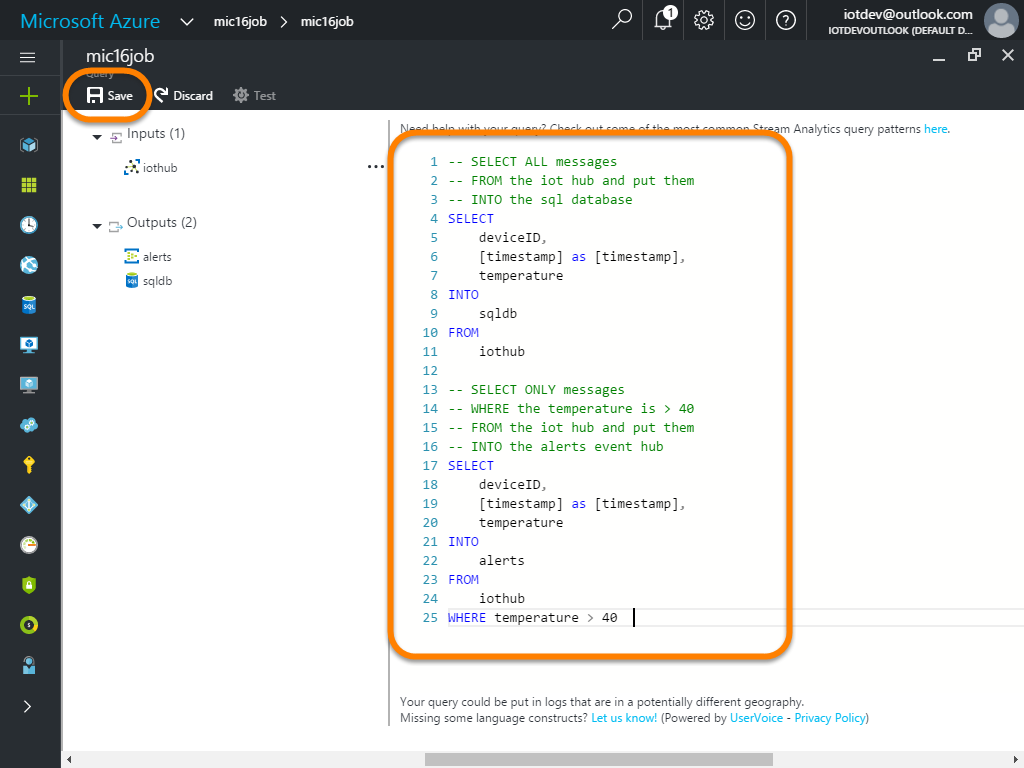 Microsoft Azure
mic16job
mic16job
1
iotdev@outlook.com
IOTDEVOUTLOOK (DEFAULT D...
mic16job
Query
Save
Discard
Test
Need help with your query? Check out some of the most common Stream Analytics query patterns here.
Inputs (1)
iothub
Outputs (2)
alerts
sqldb
1 -- SELECT ALL messages
2 -- FROM the iot hub and put them
3 -- INTO the sql database
4 SELECT
5 deviceID,
6 [timestamp] as [timestamp],
7 temperature
8 INTO
9 sqldb
10 FROM
11 iothub
12
13 -- SELECT ONLY messages
14 -- WHERE the temperature is > 40
15 -- FROM the iot hub and put them
16 -- INTO the alerts event hub
17 SELECT
18 deviceID,
19 [timestamp] as [timestamp],
20 temperature
21 INTO
22 alerts
23 FROM
24 iothub
25 WHERE temperature > 40
Your query could be put in logs that are in a potentially different geography.
Missing some language constructs? Let us know! (Powered by UserVoice - Privacy Policy)